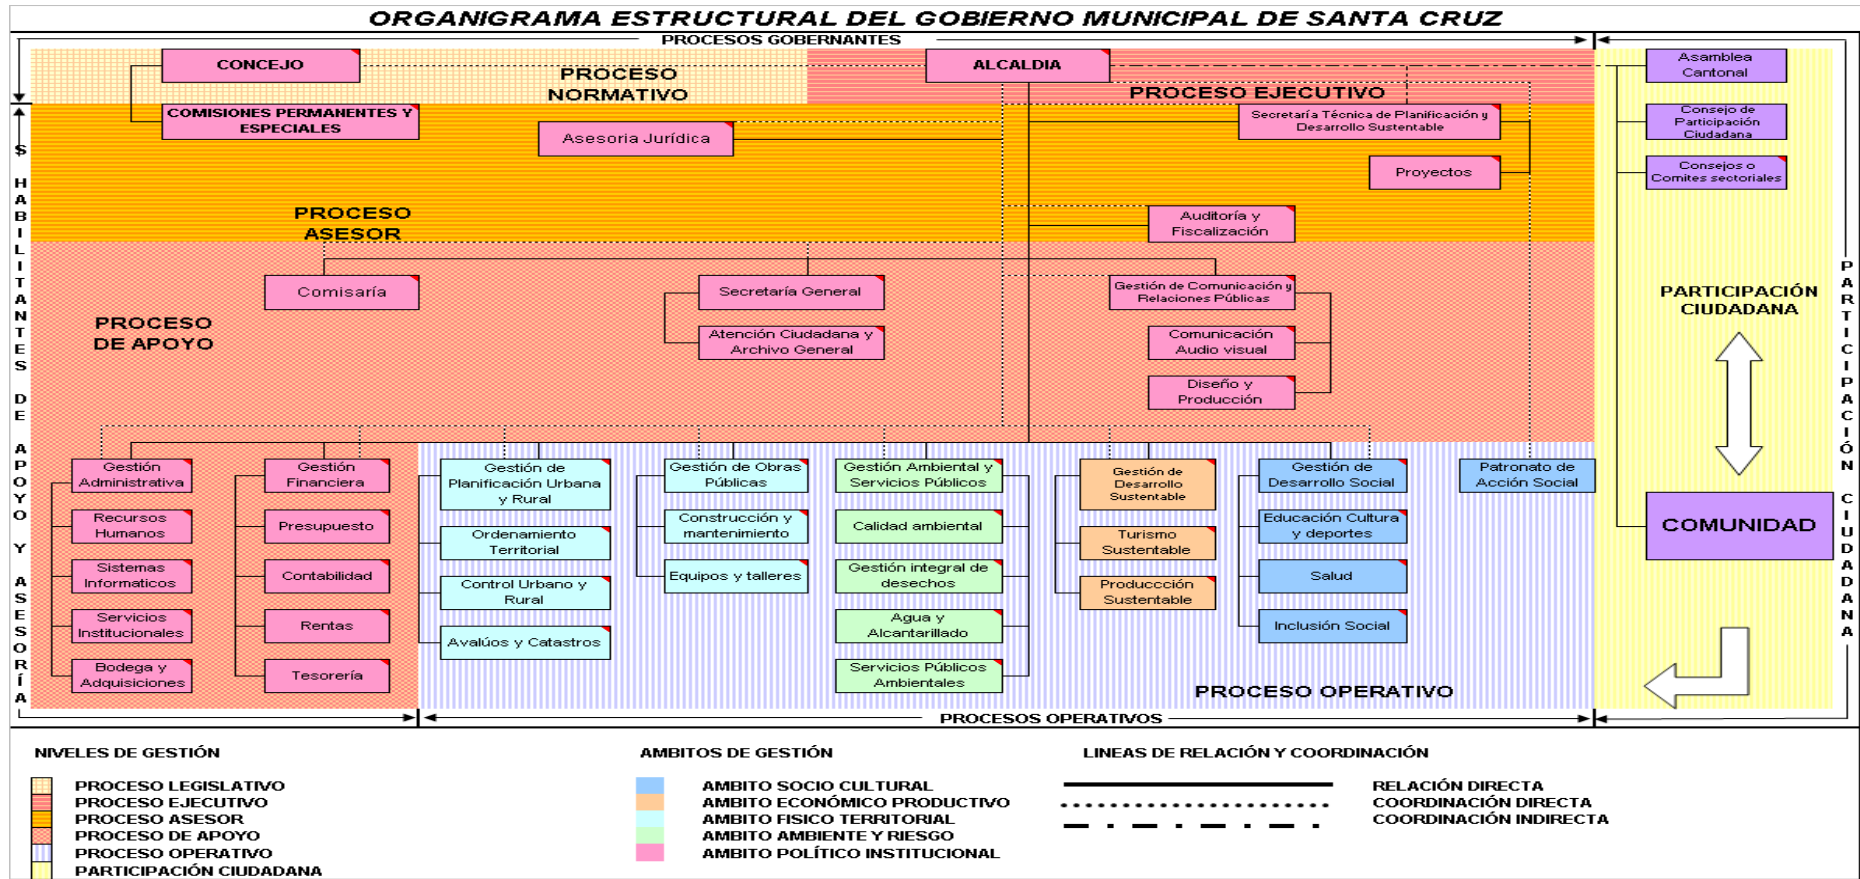 ORGANIGRAMA ESTRUCTURAL DEL GOBIERNO MUNICIPAL DE SANTA CRUZ
PROCESOS GOBERNANTES
CONCEJO
PROCESO
NORMATIVO
ALCALDIA
PROCESO EJECUTIVO
Asamblea
Cantonal
COMISIONES PERMANENTES Y
ESPECIALES
Asesoria Jurídica
Secretaría Técnica de Planificación y
Desarrollo Sustentable
Consejo de
Participación
Ciudadana
Proyectos
Consejos o
Comites sectoriales
PROCESO
ASESOR
Auditoría y
Fiscalización
Comisaría
Secretaría General
Gestión de Comunicación y
Relaciones Públicas
PROCESO
DE APOYO
Atención Ciudadana y
Archivo General
Comunicación
Audio visual
Diseño y
Producción
PARTICIPACIÓN
CIUDADANA
S HABILITANTES DE APOYO Y ASESORÍA
PARTICIPACIÓN CIUDADANA
Gestión
Administrativa
Recursos
Humanos
Sistemas
Informaticos
Servicios
Institucionales
Bodega y
Adquisiciones
Gestión
Financiera
Presupuesto
Contabilidad
Rentas
Tesorería
Gestión de
Planificación Urbana
y Rural
Ordenamiento
Territorial
Control Urbano y
Rural
Avalúos y Catastros
Gestión de Obras
Públicas
Construcción y
mantenimiento
Equipos y talleres
Gestión Ambiental y
Servicios Públicos
Calidad ambiental
Gestión integral de
desechos
Agua y
Alcantarillado
Servicios Públicos
Ambientales
Gestión de
Desarrollo
Sustentable
Turismo
Sustentable
Produccción
Sustentable
Gestión de
Desarrollo Social
Educación Cultura
y deportes
Salud
Inclusión Social
Patronato de
Acción Social
COMUNIDAD
PROCESO OPERATIVO
PROCESOS OPERATIVOS
NIVELES DE GESTIÓN
PROCESO LEGISLATIVO
PROCESO EJECUTIVO
PROCESO ASESOR
PROCESO DE APOYO
PROCESO OPERATIVO
PARTICIPACIÓN CIUDADANA
AMBITOS DE GESTIÓN
AMBITO SOCIO CULTURAL
AMBITO ECONÓMICO PRODUCTIVO
AMBITO FISICO TERRITORIAL
AMBITO AMBIENTE Y RIESGO
AMBITO POLÍTICO INSTITUCIONAL
LINEAS DE RELACIÓN Y COORDINACIÓN
RELACIÓN DIRECTA
COORDINACIÓN DIRECTA
COORDINACIÓN INDIRECTA